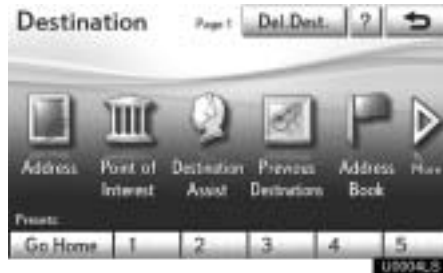 Destination Page 1 Del.Dest. ?
Address Point of Interest Destination Assist Previous Destinations Address Book More
Presets
Go Home 1 2 3 4 5
U0004LS